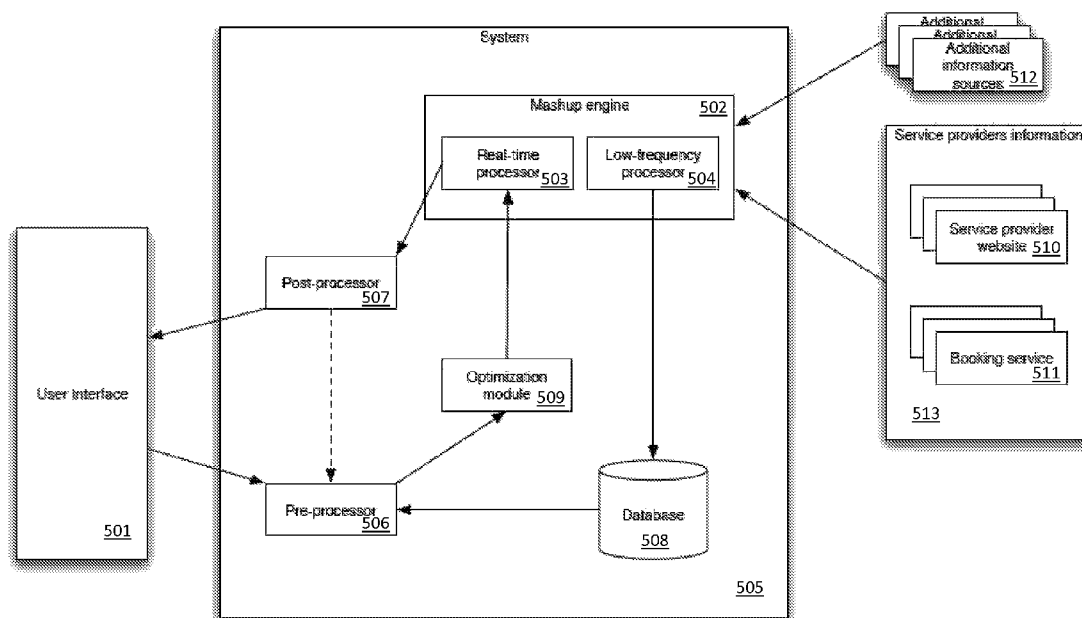 System
Additional
Additional
Additional
information
sources
512
Mashup engine
502
Real-time
processor
503
Low-frequency
processor
504
Service providers information
Service provider
website
510
Post-processor
507
Booking service
511
Optimization
module
509
User Interface
513
Pre-processor
506
Database
508
501
505